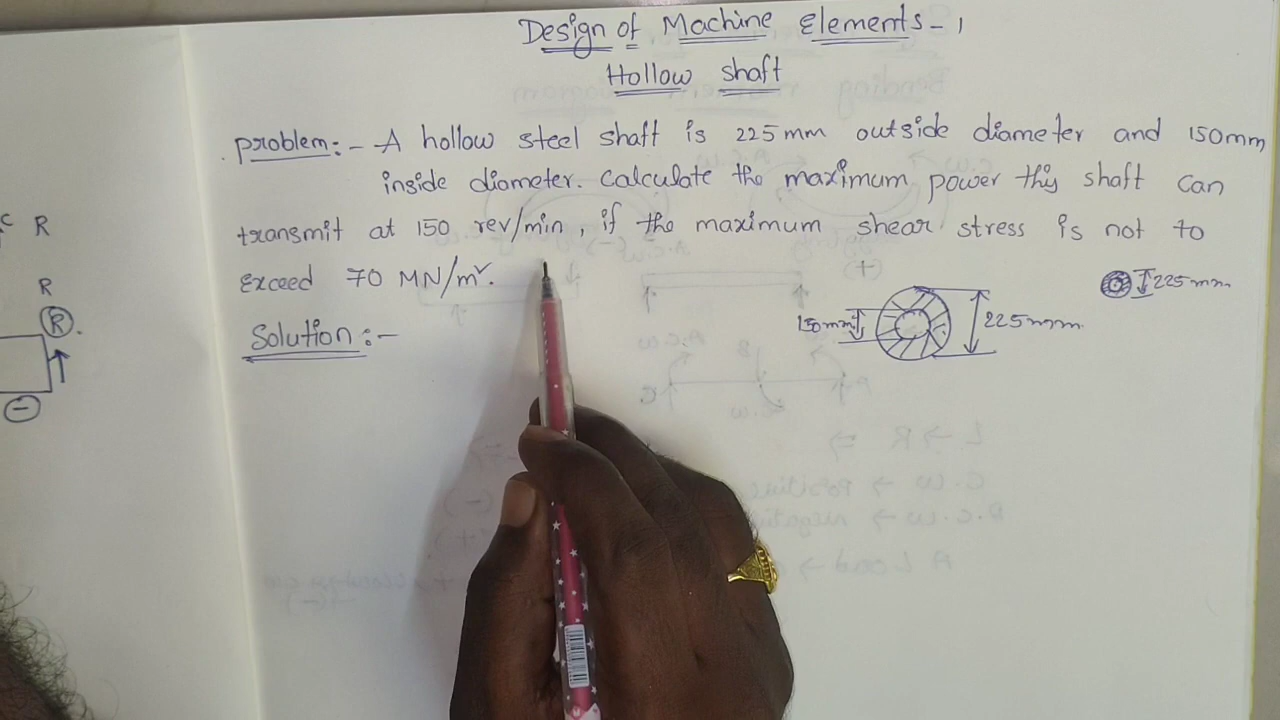 Design of Machine Elements-1
Hollow shaft
problem:- A hollow steel shaft is 225mm outside diameter and 150mm
inside diameter. Calculate the maximum power this shaft can
transmit at 150 rev/min, if the maximum shear stress is not to
exceed 70 MN/m².
Solution:-
150mm
225mm
225mm
C R
R
R